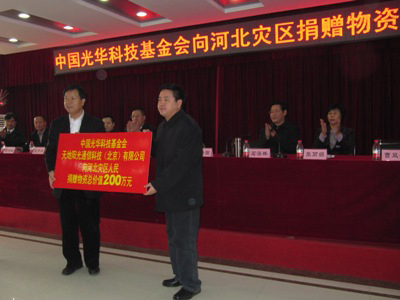 中国光华科技基金会向河北灾区捐赠物资
中国光华科技基金会
天地阳光通信科技（北京）有限公司
向河北灾区人民
捐赠物资总价值200万元